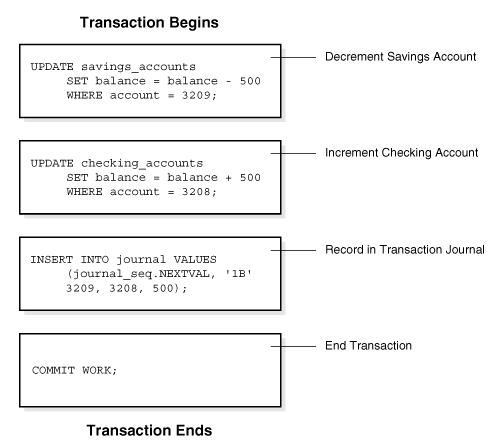 Transaction Begins
UPDATE savings_accounts
SET balance = balance - 500
WHERE account = 3209;
Decrement Savings Account
UPDATE checking_accounts
SET balance = balance + 500
WHERE account = 3208;
Increment Checking Account
INSERT INTO journal VALUES
(journal_seq.NEXTVAL, '1B'
3209, 3208, 500);
Record in Transaction Journal
COMMIT WORK;
End Transaction
Transaction Ends